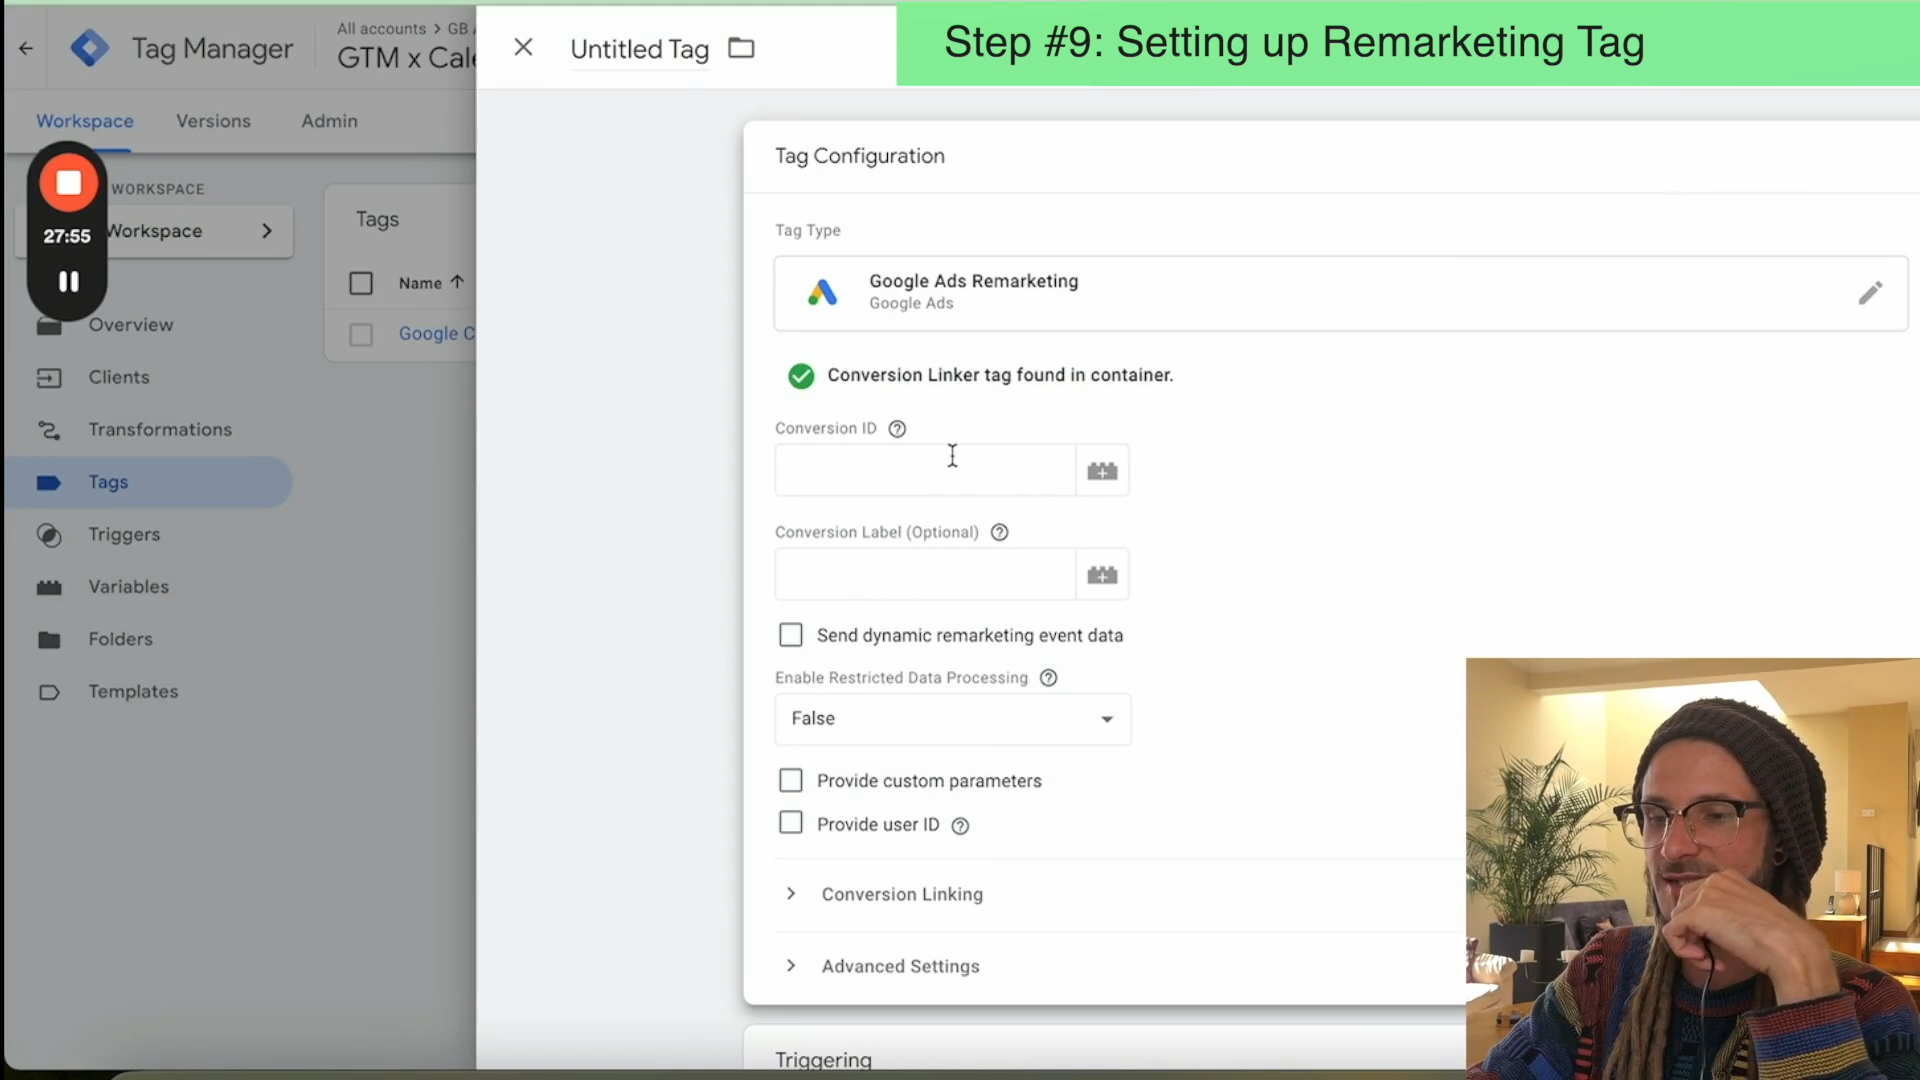 Step #9: Setting up Remarketing Tag
Tag Manager
All accounts > GB
GTM x Cale
Untitled Tag
Workspace
Versions
Admin
WORKSPACE
Workspace
27:55
Overview
Clients
Transformations
Tags
Triggers
Variables
Folders
Templates
Tags
Name
Google C
Tag Configuration
Tag Type
Google Ads Remarketing
Google Ads
Conversion Linker tag found in container.
Conversion ID
Conversion Label (Optional)
Send dynamic remarketing event data
Enable Restricted Data Processing
False
Provide custom parameters
Provide user ID
Conversion Linking
Advanced Settings
Triggering